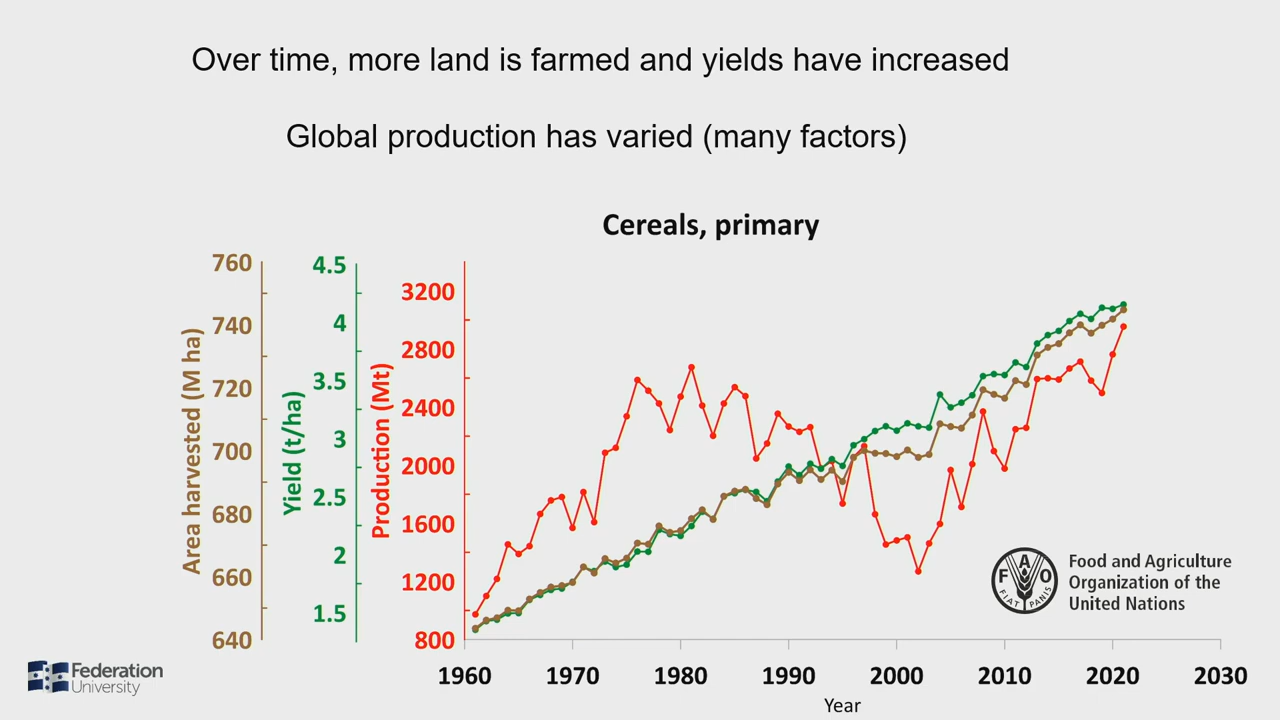 Over time, more land is farmed and yields have increased
Global production has varied (many factors)
Cereals, primary
Area harvested (M ha)
760
740
720
700
680
660
640
Yield (t/ha)
4.5
4
3.5
3
2.5
2
1.5
Production (Mt)
3200
2800
2400
2000
1600
1200
800
1960 1970 1980 1990 2000 2010 2020 2030
Year
F A O
FIAT PANIS
Food and Agriculture
Organization of the
United Nations
Federation
University